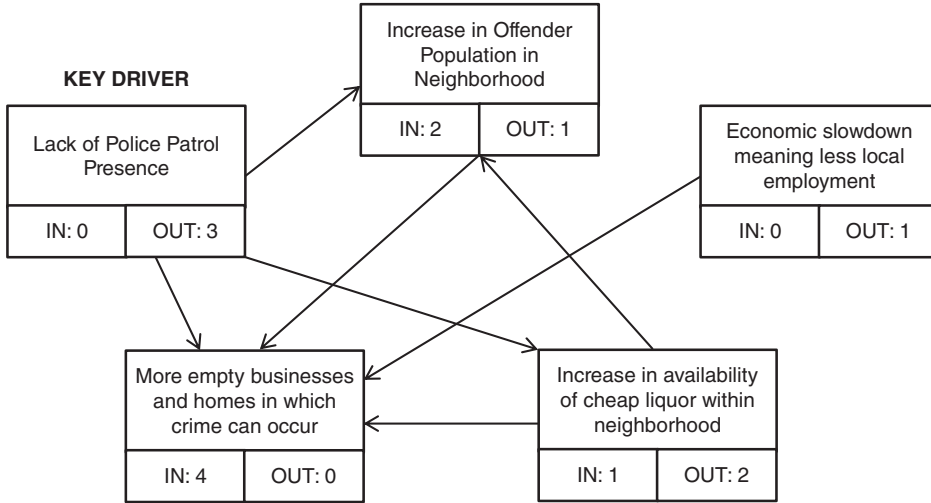 KEY DRIVER
Lack of Police Patrol
Presence
IN: 0 OUT: 3
Increase in Offender
Population in
Neighborhood
IN: 2 OUT: 1
Economic slowdown
meaning less local
employment
IN: 0 OUT: 1
More empty businesses
and homes in which
crime can occur
IN: 4 OUT: 0
Increase in availability
of cheap liquor within
neighborhood
IN: 1 OUT: 2